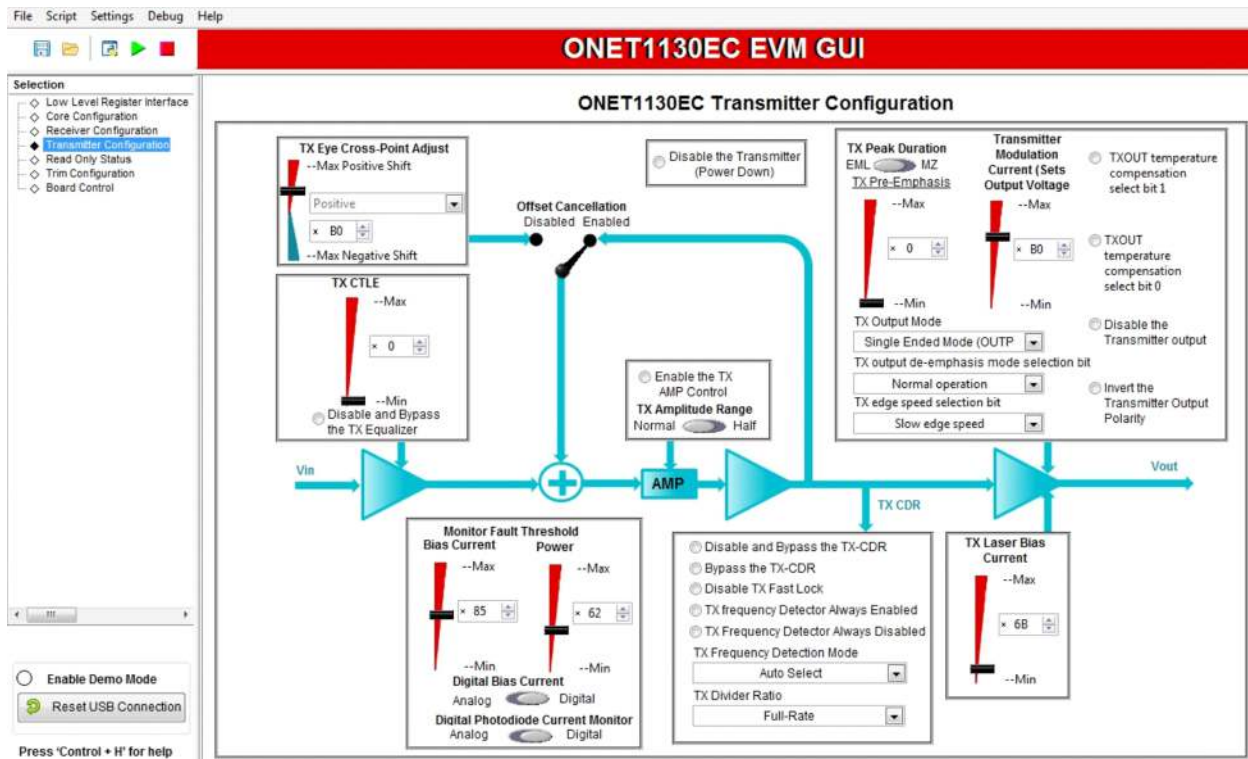 File Script Settings Debug Help
ONET1130EC EVM GUI
Selection
Low Level Register Interface
Core Configuration
Receiver Configuration
Transmitter Configuration
Read Only Status
Trim Configuration
Board Control
Enable Demo Mode
Reset USB Connection
Press 'Control + H' for help
ONET1130EC Transmitter Configuration
TX Eye Cross-Point Adjust
--Max Positive Shift
Positive
x B0
--Max Negative Shift
TX CTLE
--Max
x 0
--Min
Disable and Bypass
the TX Equalizer
Offset Cancellation
Disabled Enabled
Disable the Transmitter
(Power Down)
Enable the TX
AMP Control
TX Amplitude Range
Normal Half
TX Peak Duration
EML MZ
TX Pre-Emphasis
--Max
x 0
--Min
Transmitter
Modulation
Current (Sets
Output Voltage
--Max
x B0
--Min
TX Output Mode
Single Ended Mode (OUTP
TX output de-emphasis mode selection bit
Normal operation
TX edge speed selection bit
Slow edge speed
TXOUT temperature
compensation
select bit 1
TXOUT
temperature
compensation
select bit 0
Disable the
Transmitter output
Invert the
Transmitter Output
Polarity
Vin
AMP
TX CDR
Vout
Monitor Fault Threshold
Bias Current Power
--Max --Max
x 85 x 62
--Min --Min
Digital Bias Current
Analog Digital
Digital Photodiode Current Monitor
Analog Digital
Disable and Bypass the TX-CDR
Bypass the TX-CDR
Disable TX Fast Lock
TX frequency Detector Always Enabled
TX Frequency Detector Always Disabled
TX Frequency Detection Mode
Auto Select
TX Divider Ratio
Full-Rate
TX Laser Bias
Current
--Max
x 6B
--Min